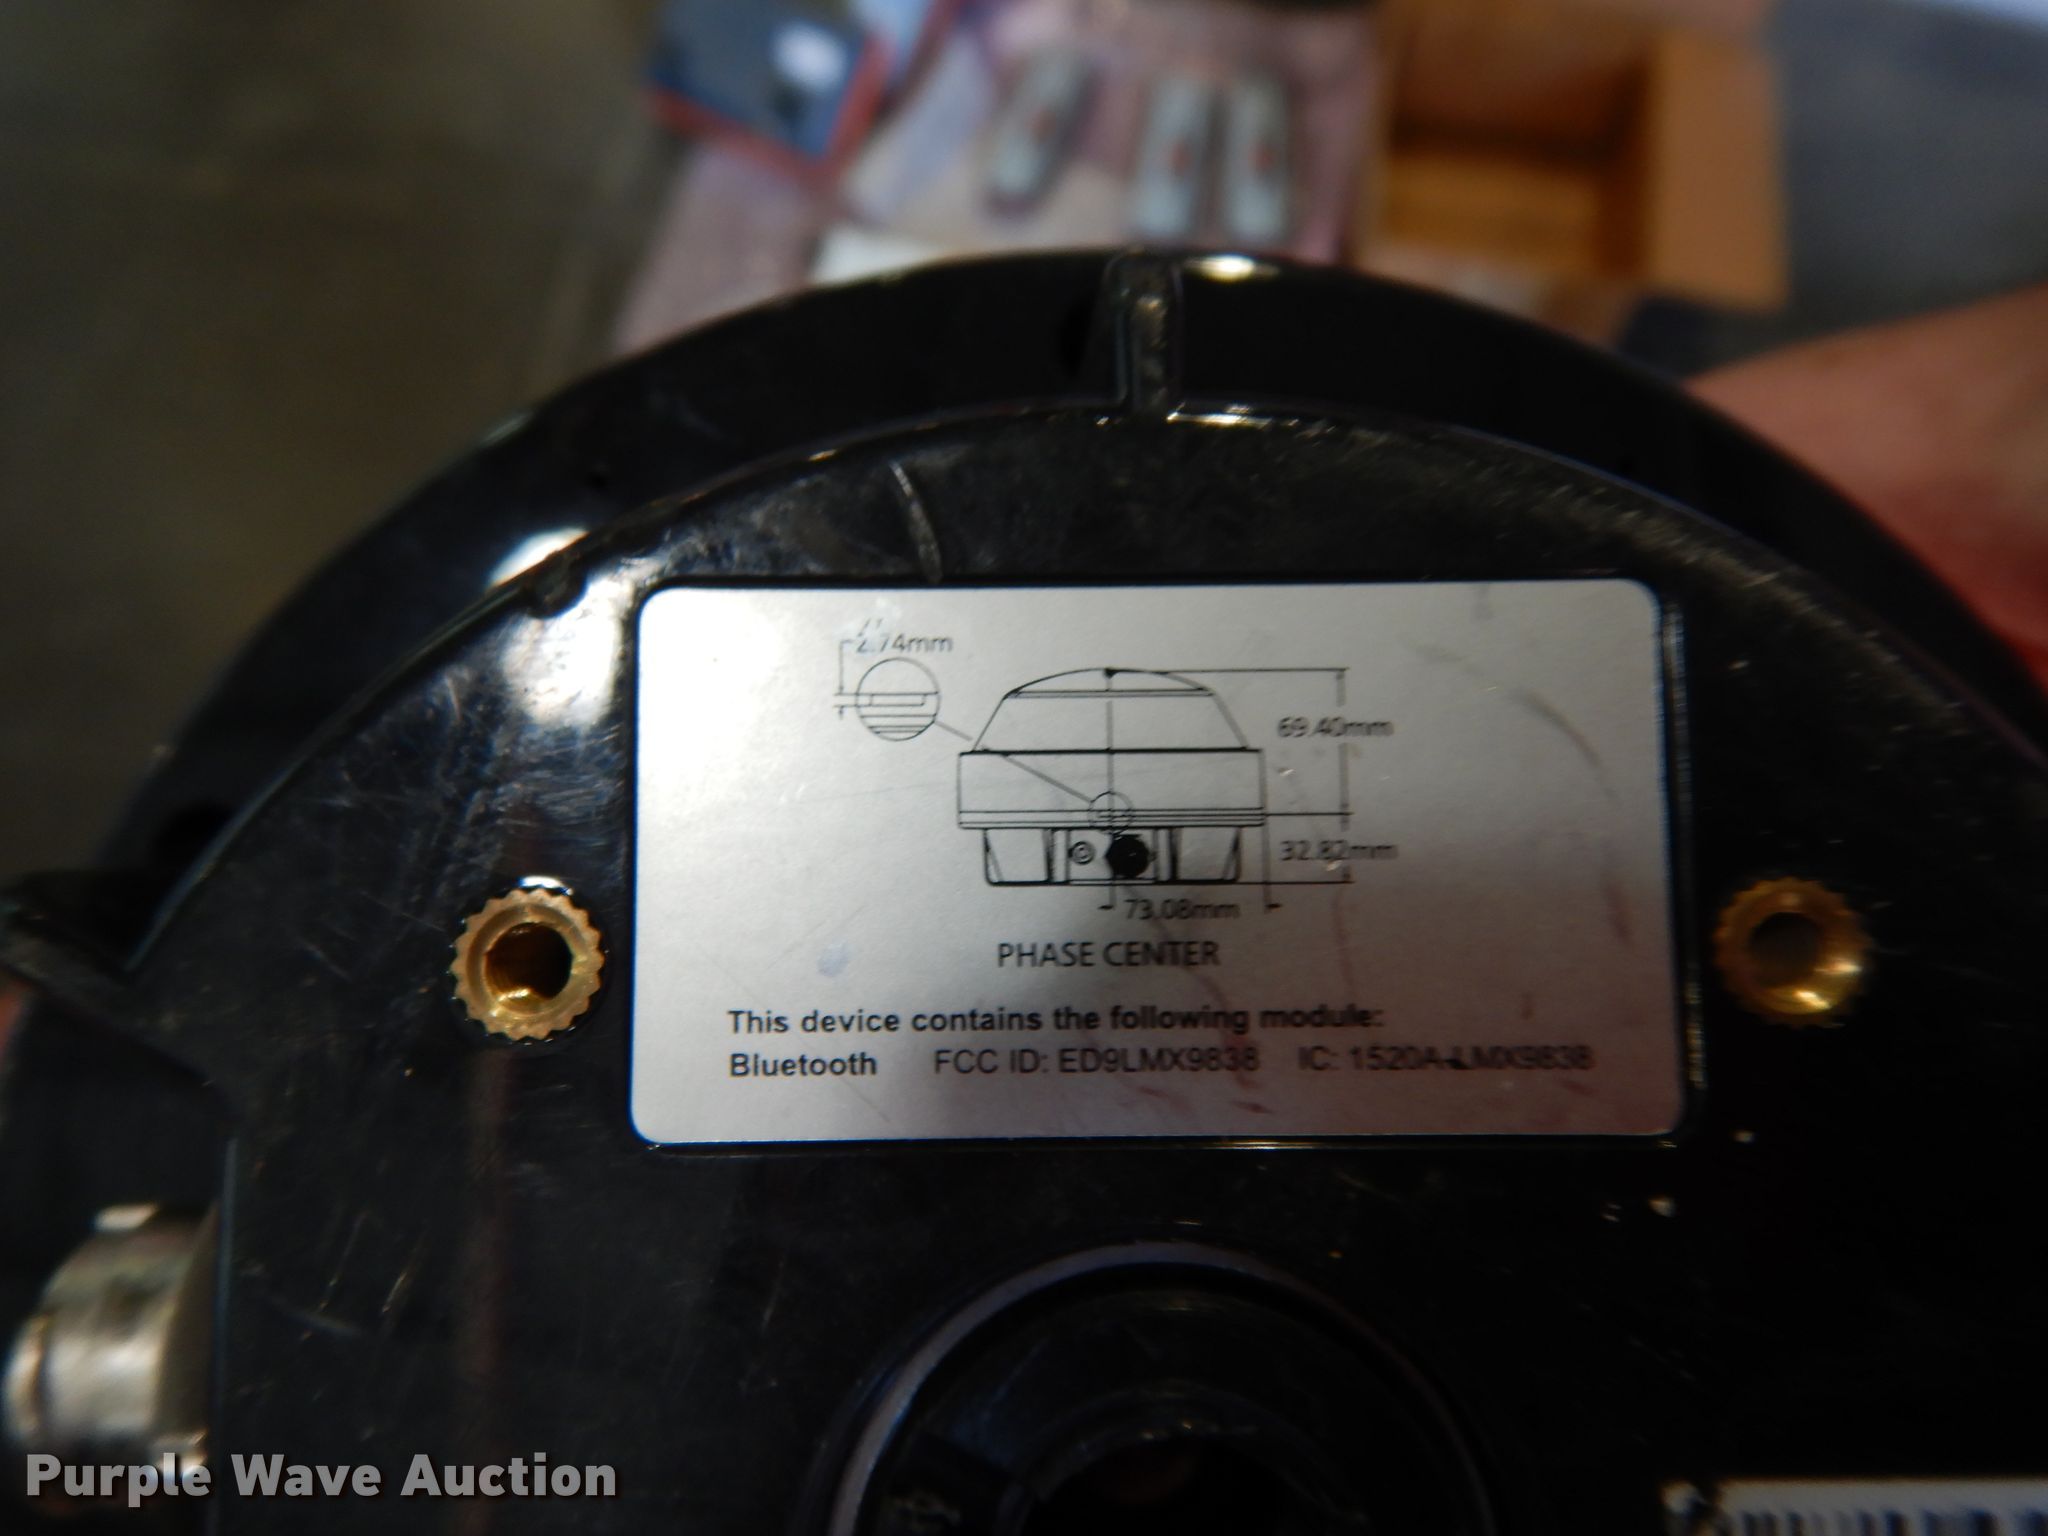 2.74mm
69.40mm
32.82mm
73.08mm
PHASE CENTER
This device contains the following module:
Bluetooth FCC ID: ED9LMX9838 IC: 1520A-LMX9838
Purple Wave Auction